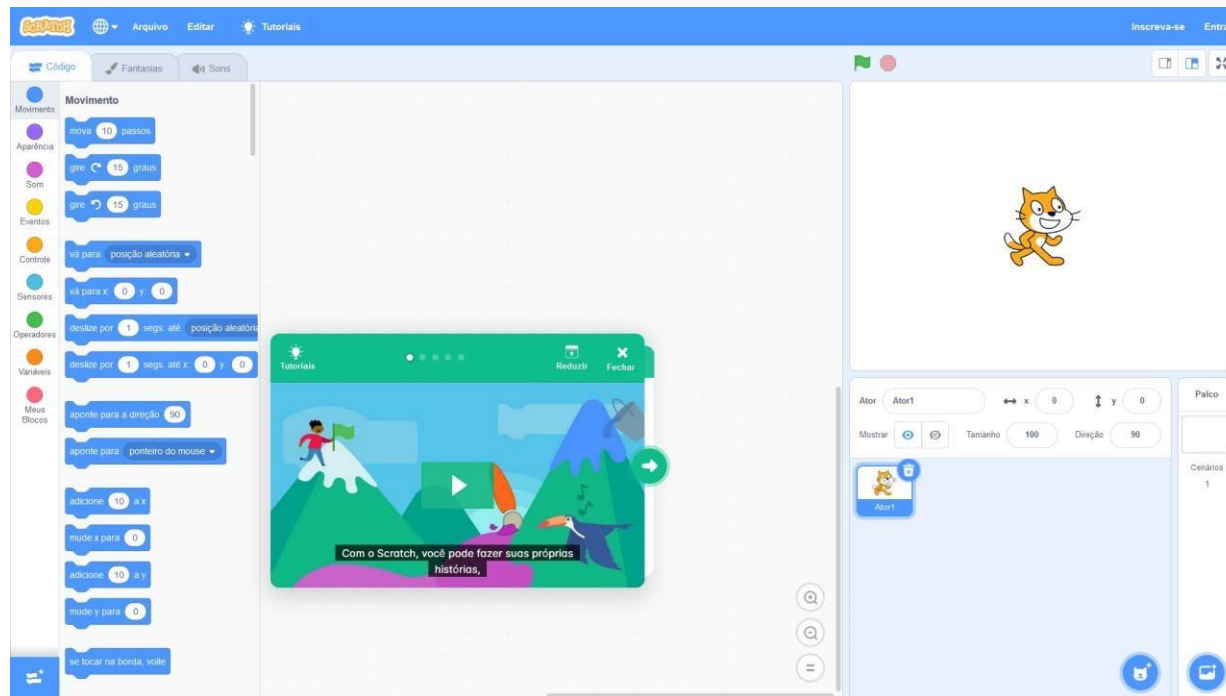 SCRATCH
Arquivo
Editar
Tutoriais
Inscreva-se
Código
Fantasias
Sons
Movimento
Aparência
Som
Eventos
Controle
Sensores
Operadores
Variáveis
Meus
Blocos
Movimento
mova 10 passos
gire 15 graus
gire 15 graus
vá para posição aleatória
vá para x: 0 y: 0
deslize por 1 segs. até posição aleatória
deslize por 1 segs. até x: 0 y: 0
aponte para a direção 90
aponte para ponteiro do mouse
adicione 10 a x
mude x para 0
adicione 10 a y
mude y para 0
se tocar na borda, volte
Tutoriais
Reduzir
Fechar
Com o Scratch, você pode fazer suas próprias
histórias,
Ator Ator1 x 0 y 0
Mostrar Tamanho 100 Direção 90
Ator1
Palco
Cenários
1